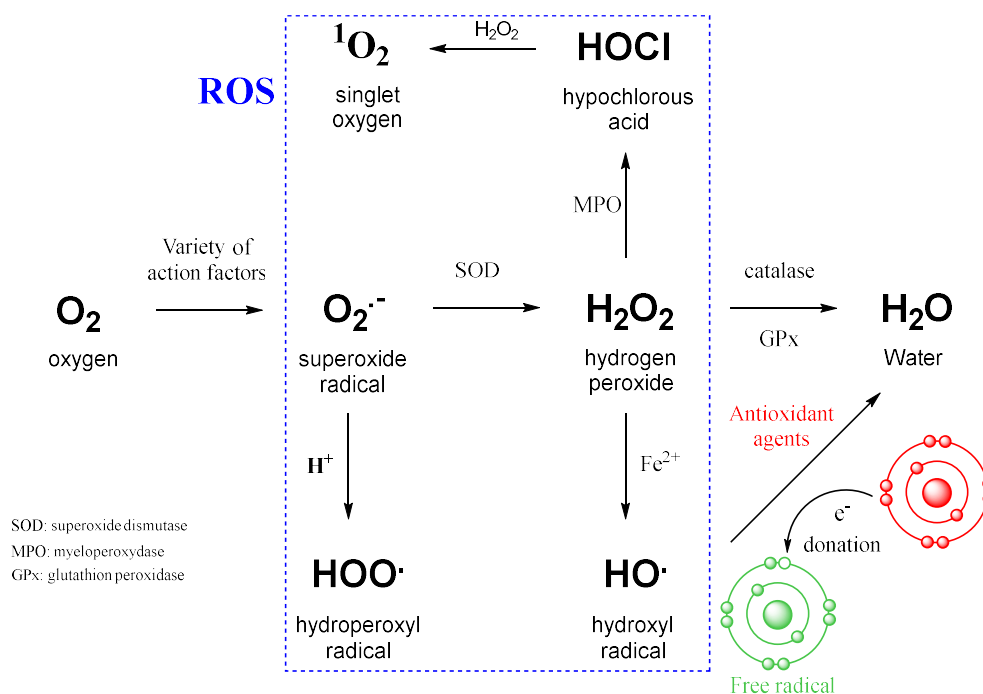 ¹O₂
H₂O₂
HOCl
ROS
singlet
oxygen
hypochlorous
acid
MPO
Variety of
action factors
SOD
catalase
O₂
O₂·-
H₂O₂
H₂O
GPx
oxygen
superoxide
radical
hydrogen
peroxide
Water
Antioxidant
agents
H⁺
Fe²⁺
e⁻
donation
SOD: superoxide dismutase
MPO: myeloperoxydase
GPx: glutathion peroxidase
HOO·
HO·
hydroperoxyl
radical
hydroxyl
radical
Free radical